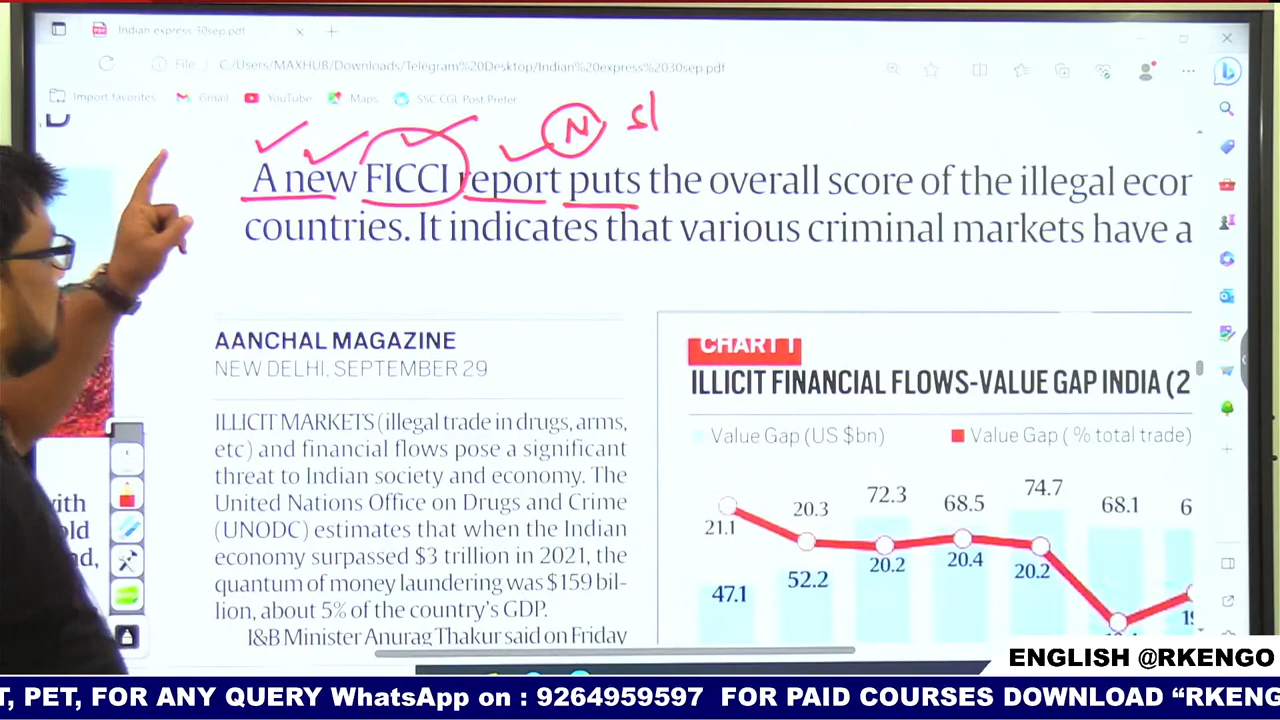 Indian express 30sep.pdf
File C:/Users/MAXHUB/Downloads/Telegram%20Desktop/Indian%20express%2030sep.pdf
Import favorites Gmail YouTube Maps SSC CGL Post Prefer
N
A new FICCI report puts the overall score of the illegal ecor
countries. It indicates that various criminal markets have a
AANCHAL MAGAZINE
NEW DELHI, SEPTEMBER 29
ILLICIT MARKETS (illegal trade in drugs, arms,
etc) and financial flows pose a significant
threat to Indian society and economy. The
United Nations Office on Drugs and Crime
(UNODC) estimates that when the Indian
economy surpassed $3 trillion in 2021, the
quantum of money laundering was $159 bil-
lion, about 5% of the country's GDP.
I&B Minister Anurag Thakur said on Friday
CHART 1
ILLICIT FINANCIAL FLOWS-VALUE GAP INDIA (2
Value Gap (US $bn) Value Gap ( % total trade)
21.1 20.3 72.3 68.5 74.7 68.1 6
47.1 52.2 20.2 20.4 20.2
ith
old
d,
ENGLISH @RKENGO
T, PET, FOR ANY QUERY WhatsApp on : 9264959597 FOR PAID COURSES DOWNLOAD “RKENG